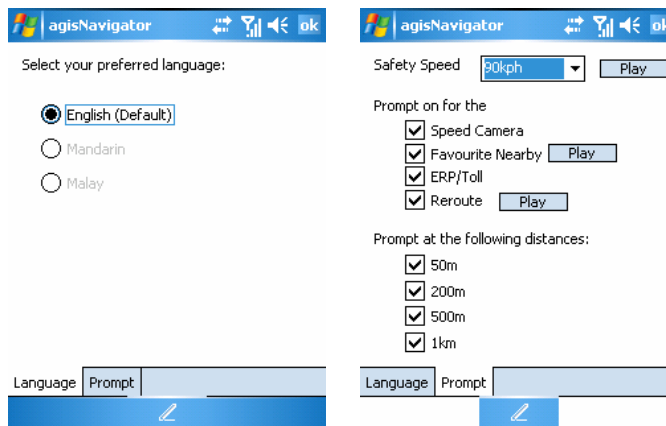 agisNavigator ok
Select your preferred language:
English (Default)
Mandarin
Malay
Language Prompt
agisNavigator ok
Safety Speed 90kph Play
Prompt on for the
Speed Camera
Favourite Nearby Play
ERP/Toll
Reroute Play
Prompt at the following distances:
50m
200m
500m
1km
Language Prompt